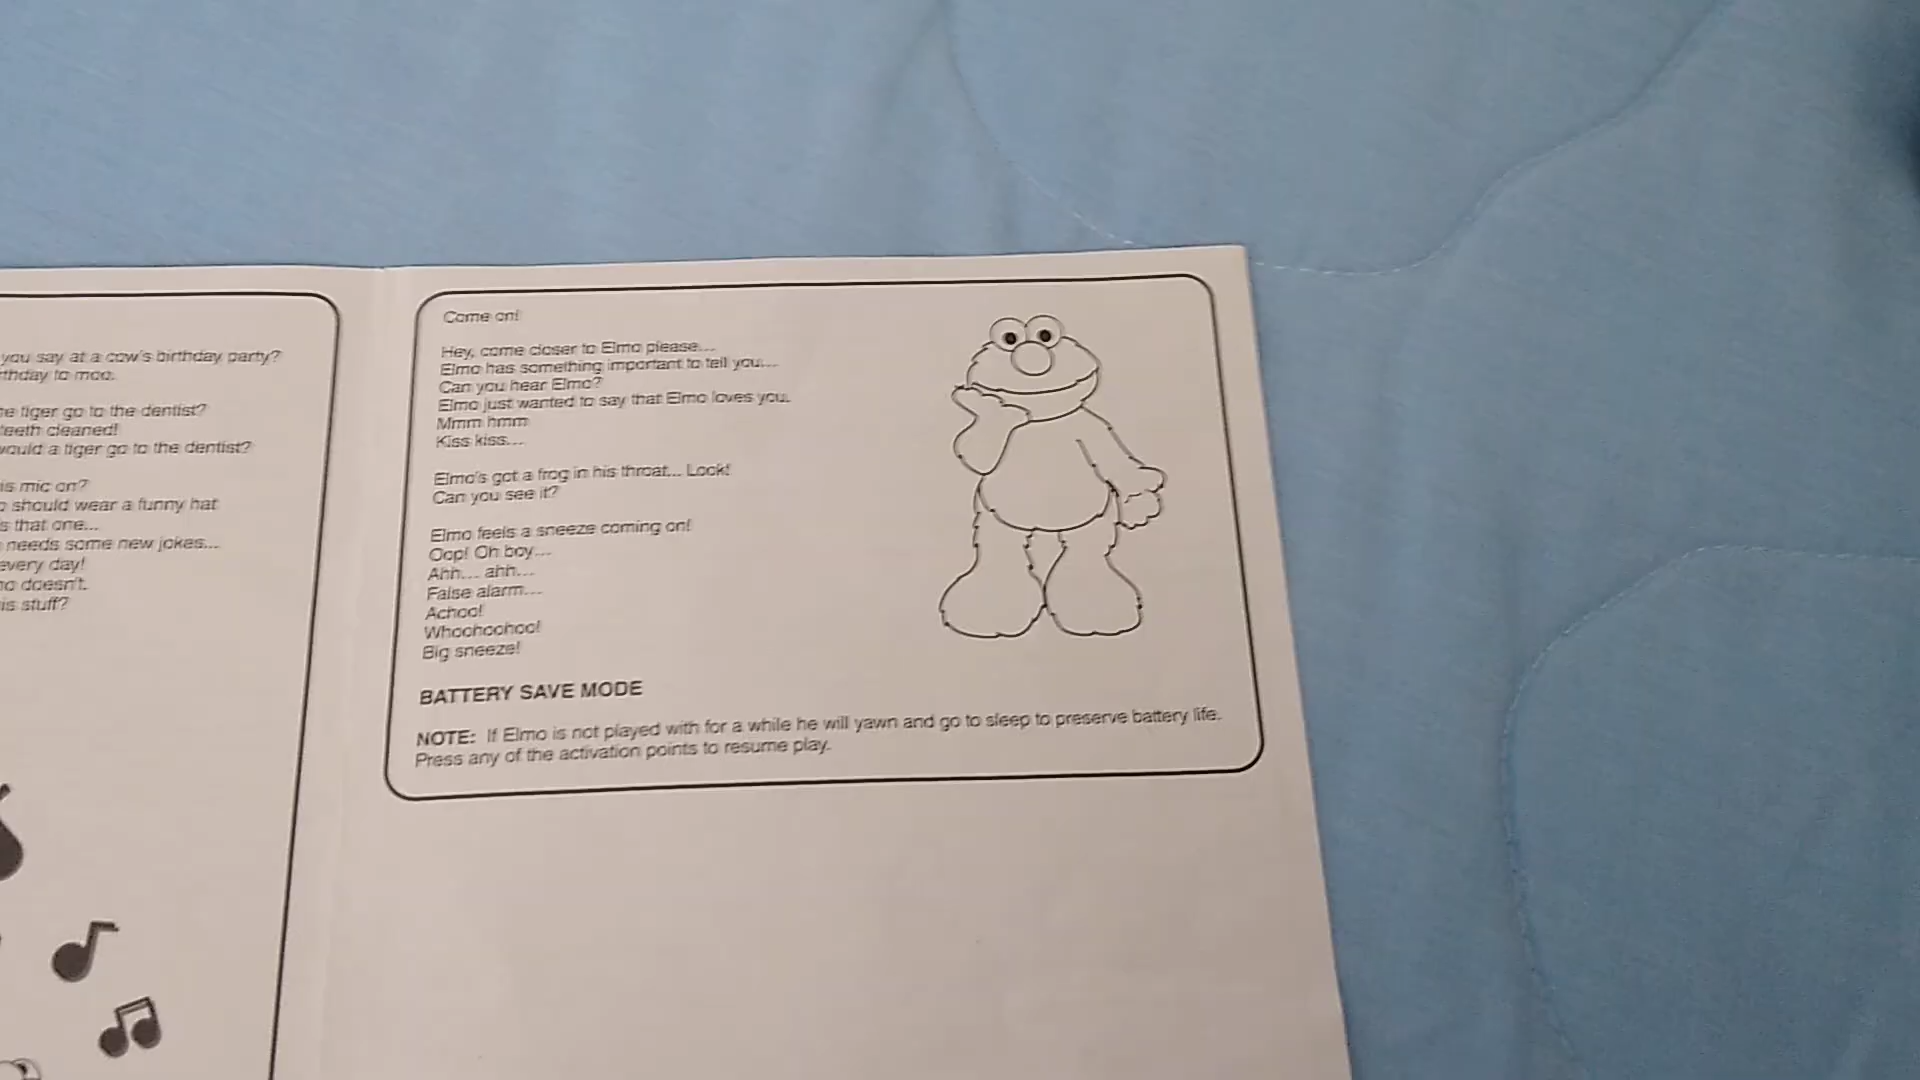 you say at a cow's birthday party?
thday to moo.
tiger go to the dentist?
teeth cleaned!
would a tiger go to the dentist?
is mic on?
should wear a funny hat
that one...
needs some new jokes...
every day!
doesn't.
is stuff?
Come on!
Hey, come closer to Elmo please...
Elmo has something important to tell you...
Can you hear Elmo?
Elmo just wanted to say that Elmo loves you.
Mmm hmm
Kiss kiss...
Elmo's got a frog in his throat... Look!
Can you see it?
Elmo feels a sneeze coming on!
Oop! Oh boy...
Ahh... ahh...
False alarm...
Achoo!
Whoohoohoo!
Big sneeze!
BATTERY SAVE MODE
NOTE: If Elmo is not played with for a while he will yawn and go to sleep to preserve battery life.
Press any of the activation points to resume play.